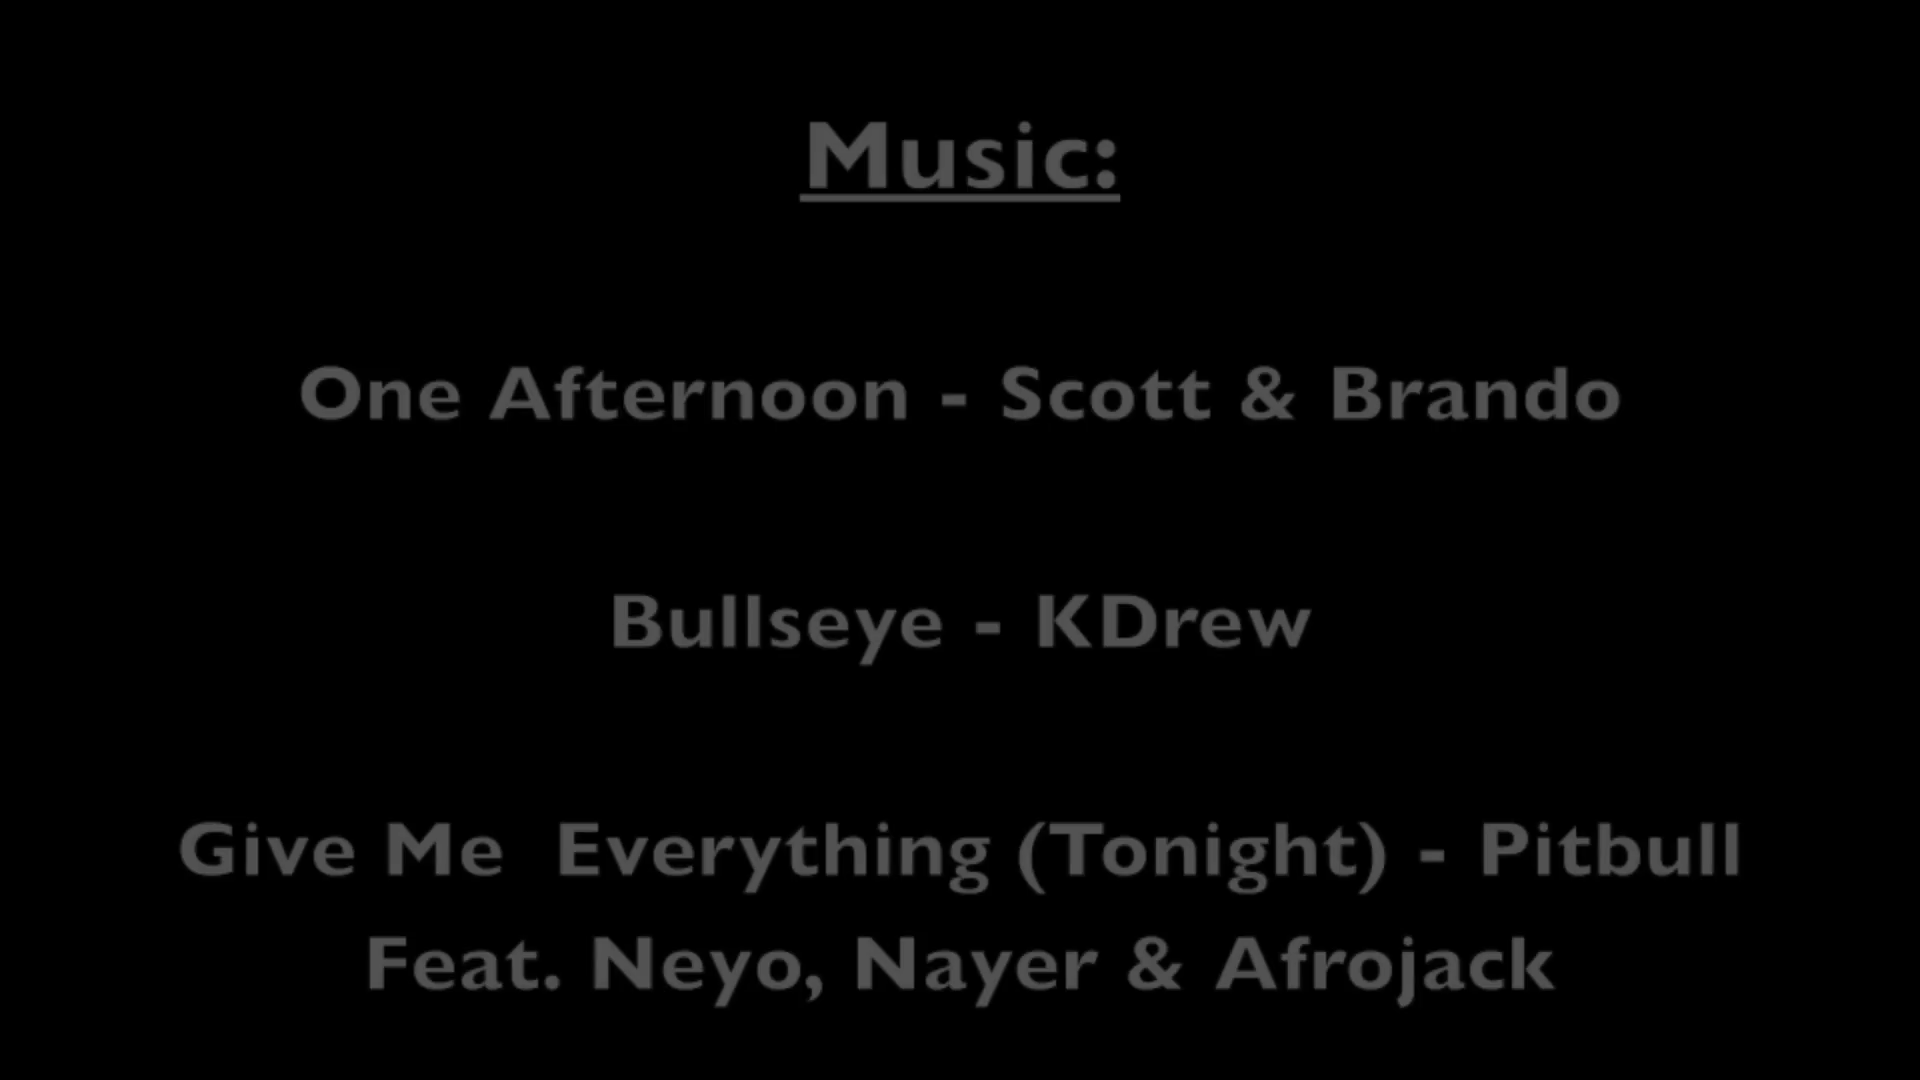 Music:
One Afternoon - Scott & Brando
Bullseye - KDrew
Give Me  Everything (Tonight) - Pitbull
Feat. Neyo, Nayer & Afrojack